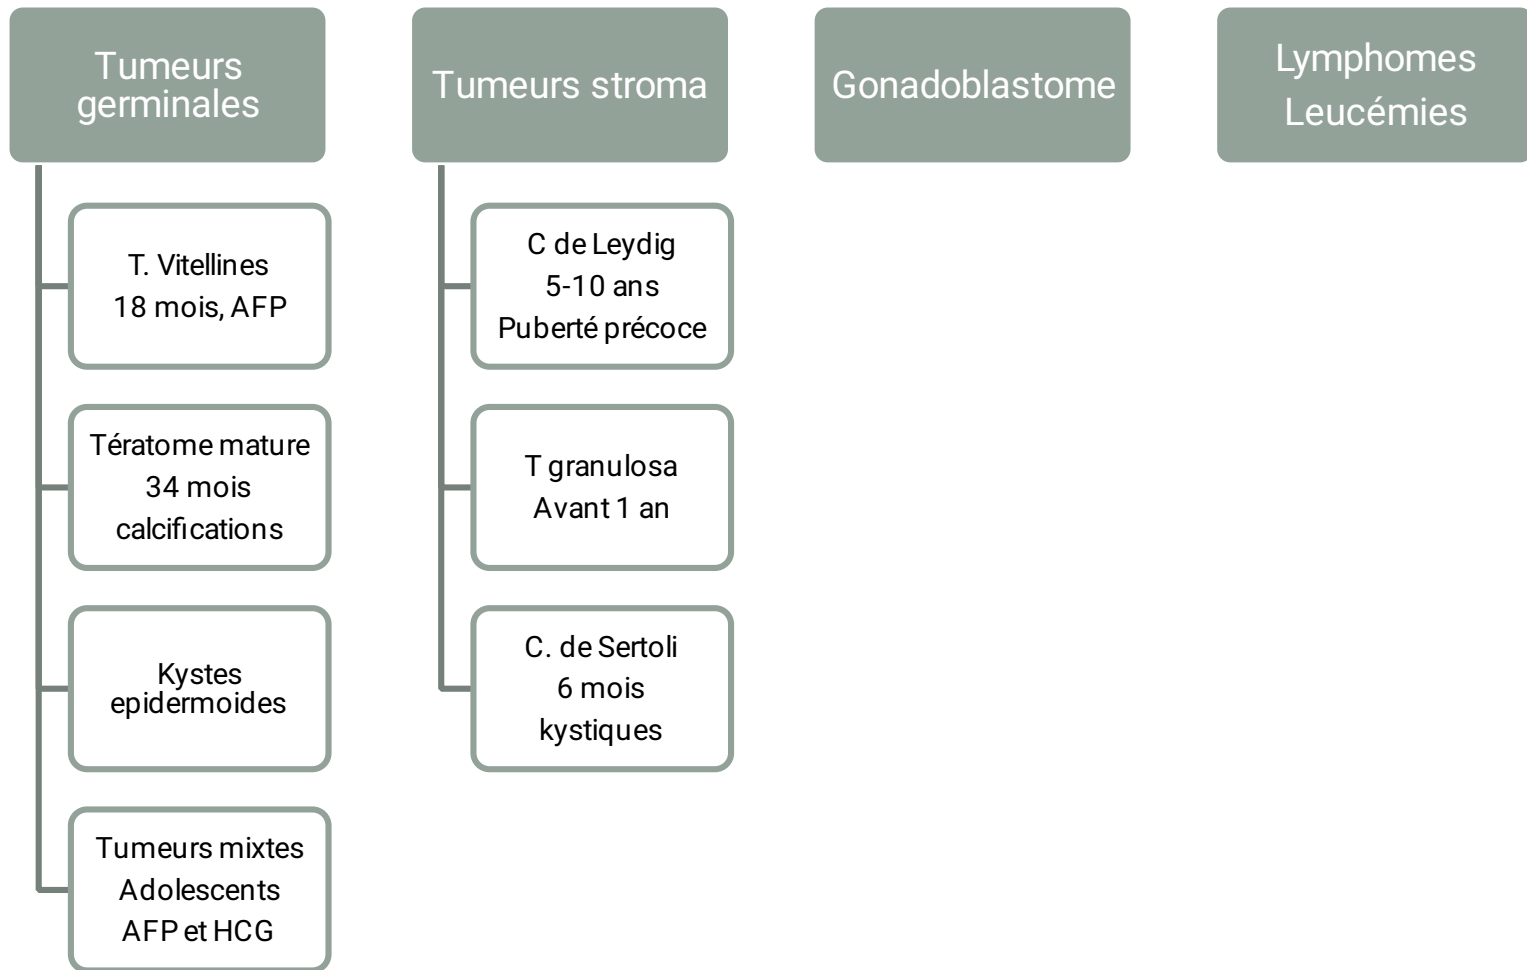 Tumeurs
germinales
T. Vitellines
18 mois, AFP
Tératome mature
34 mois
calcifications
Kystes
epidermoides
Tumeurs mixtes
Adolescents
AFP et HCG
Tumeurs stroma
C de Leydig
5-10 ans
Puberté précoce
T granulosa
Avant 1 an
C. de Sertoli
6 mois
kystiques
Gonadoblastome
Lymphomes
Leucémies